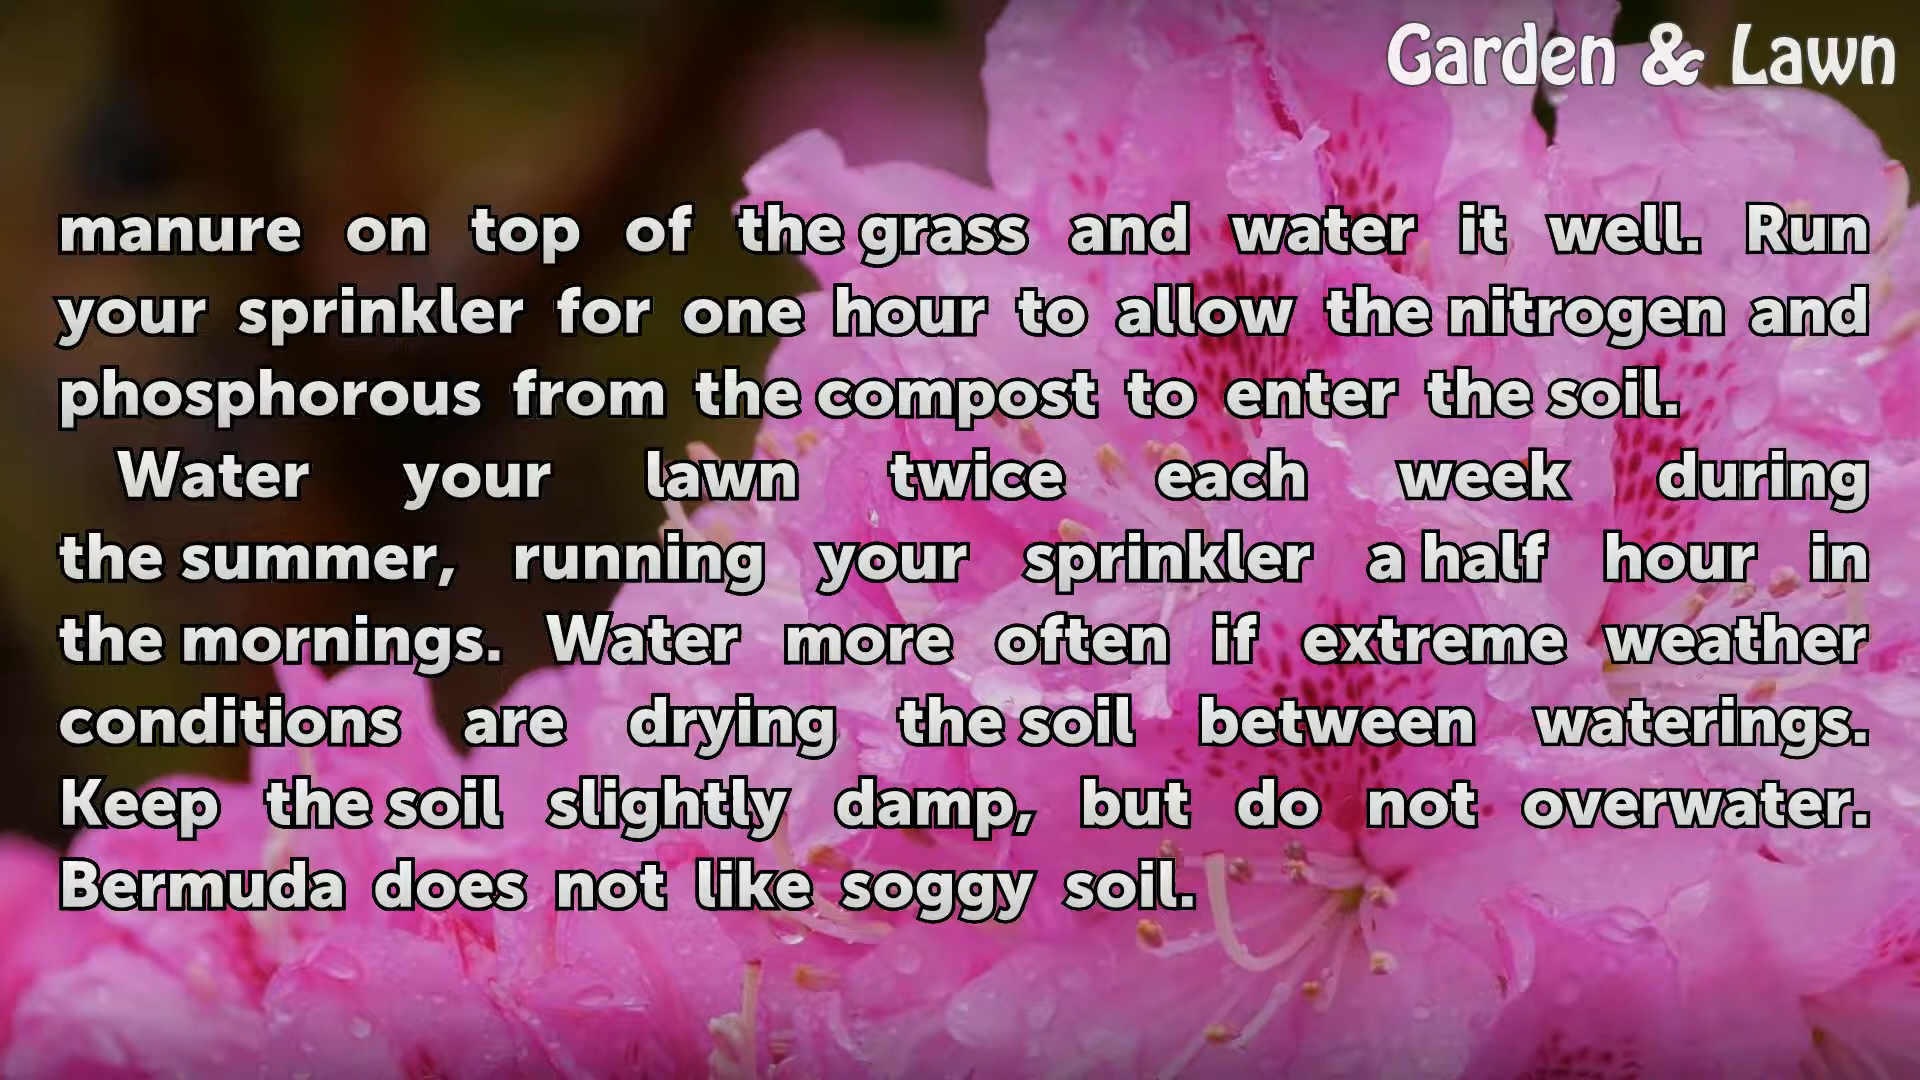 Garden & Lawn
manure on top of the grass and water it well. Run
your sprinkler for one hour to allow the nitrogen and
phosphorous from the compost to enter the soil.
Water your lawn twice each week during
the summer, running your sprinkler a half hour in
the mornings. Water more often if extreme weather
conditions are drying the soil between waterings.
Keep the soil slightly damp, but do not overwater.
Bermuda does not like soggy soil.